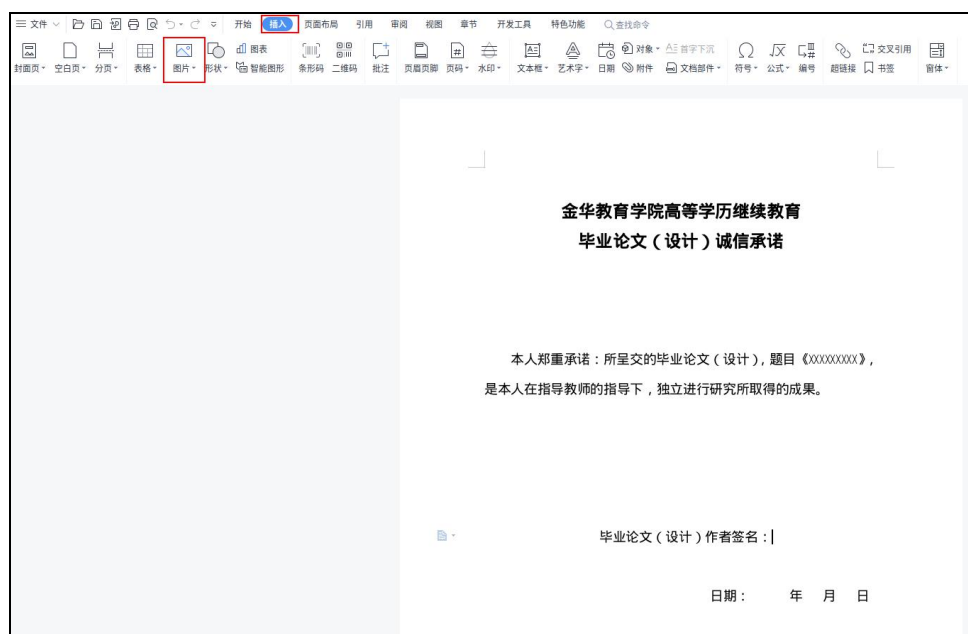 三 文件 开始 插入 页面布局 引用 审阅 视图 章节 开发工具 特色功能 查找命令
图表 对象 首字下沉 交叉引用
封面页 空白页 分页 表格 图片 形状 智能图形 条形码 二维码 批注 页眉页脚 页码 水印 文本框 艺术字 日期 附件 文档部件 符号 公式 编号 超链接 书签 窗体
金华教育学院高等学历继续教育
毕业论文（设计）诚信承诺
本人郑重承诺：所呈交的毕业论文（设计），题目《XXXXXXXXX》，
是本人在指导教师的指导下，独立进行研究所取得的成果。
毕业论文（设计）作者签名：
日期： 年 月 日